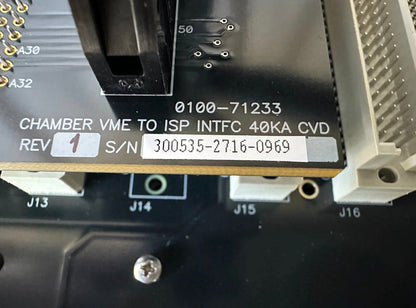 50
A30
A32
0100-71233
CHAMBER VME TO ISP INTFC 40KA CVD
REV 1 S/N 300535-2716-0969
J13 J14 J15 J16